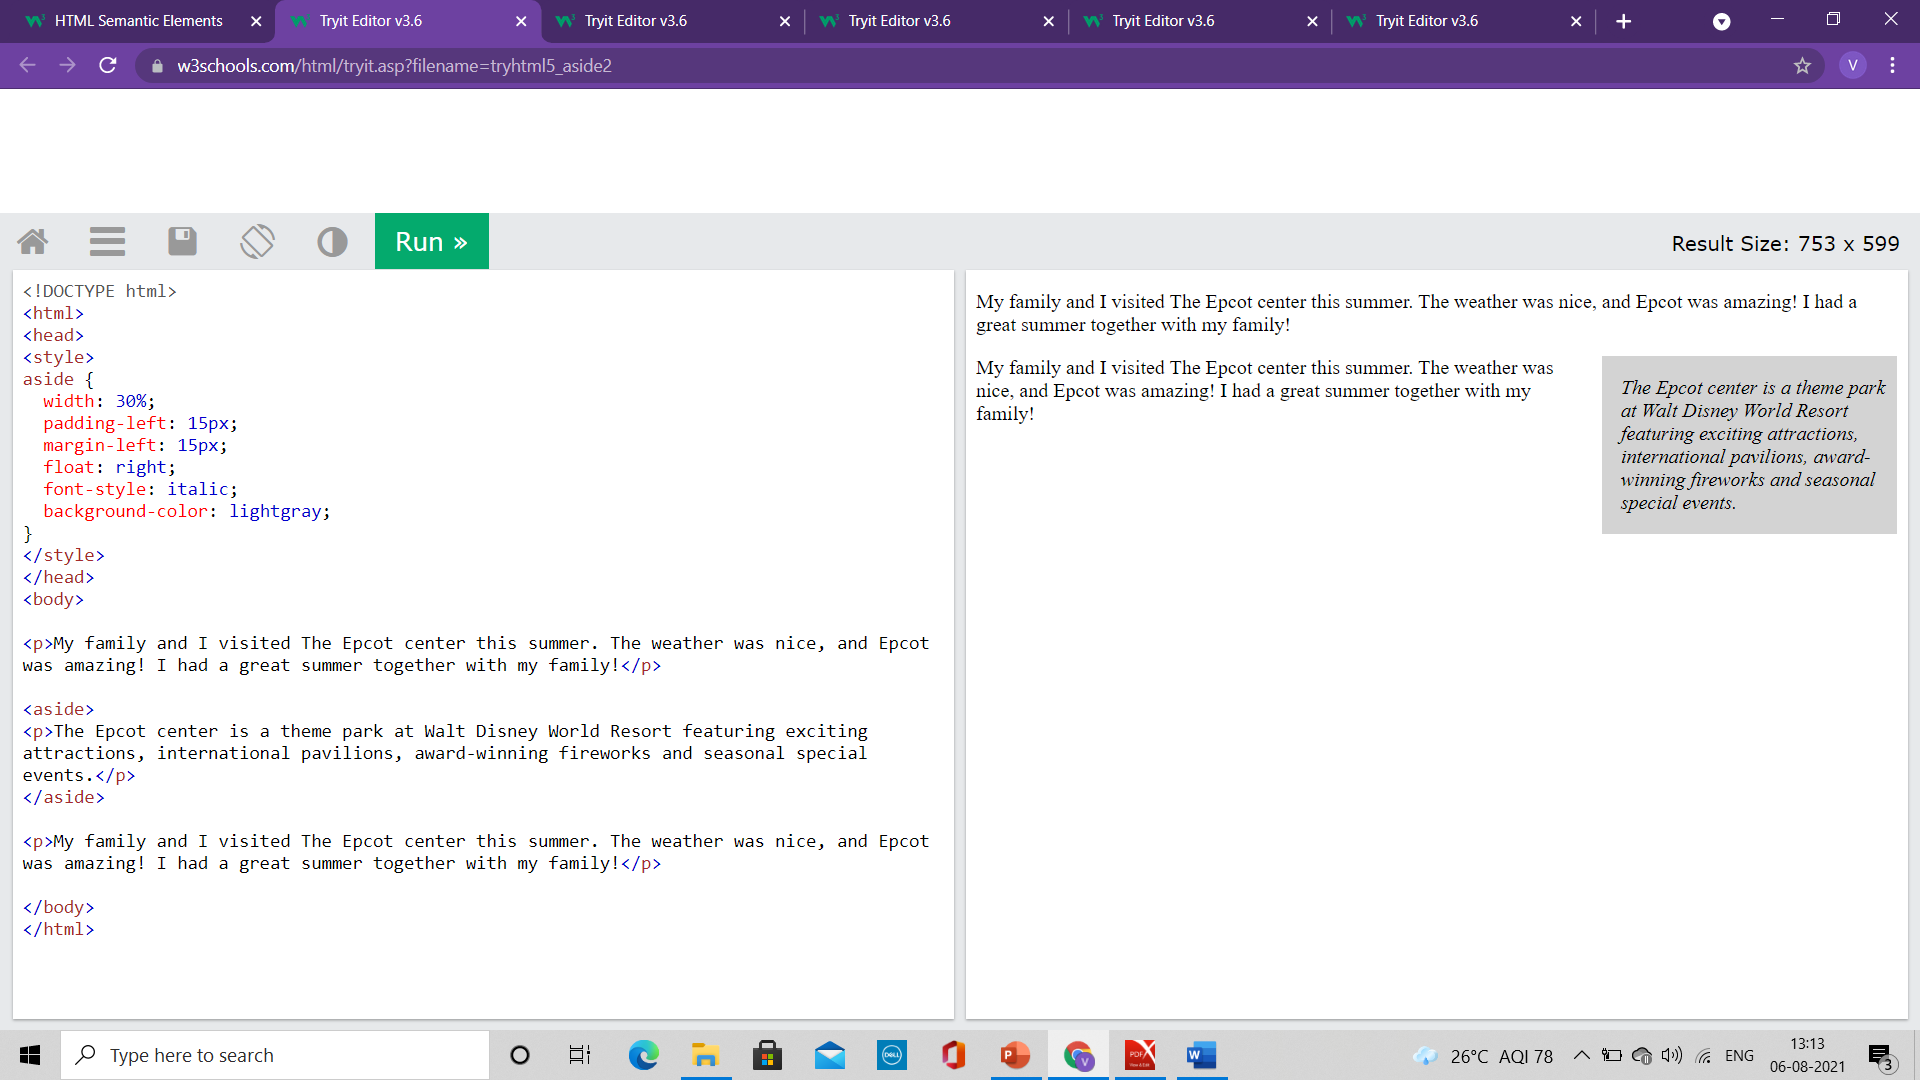 HTML Semantic Elements
Tryit Editor v3.6
Tryit Editor v3.6
Tryit Editor v3.6
Tryit Editor v3.6
Tryit Editor v3.6
w3schools.com/html/tryit.asp?filename=tryhtml5_aside2
V
Run »
Result Size: 753 x 599
<!DOCTYPE html>
<html>
<head>
<style>
aside {
  width: 30%;
  padding-left: 15px;
  margin-left: 15px;
  float: right;
  font-style: italic;
  background-color: lightgray;
}
</style>
</head>
<body>

<p>My family and I visited The Epcot center this summer. The weather was nice, and Epcot
was amazing! I had a great summer together with my family!</p>

<aside>
<p>The Epcot center is a theme park at Walt Disney World Resort featuring exciting
attractions, international pavilions, award-winning fireworks and seasonal special
events.</p>
</aside>

<p>My family and I visited The Epcot center this summer. The weather was nice, and Epcot
was amazing! I had a great summer together with my family!</p>

</body>
</html>
My family and I visited The Epcot center this summer. The weather was nice, and Epcot was amazing! I had a
great summer together with my family!
My family and I visited The Epcot center this summer. The weather was
nice, and Epcot was amazing! I had a great summer together with my
family!
The Epcot center is a theme park
at Walt Disney World Resort
featuring exciting attractions,
international pavilions, award-
winning fireworks and seasonal
special events.
Type here to search
DELL
P
V
PDF
W
26°C AQI 78
ENG
13:13
06-08-2021
3